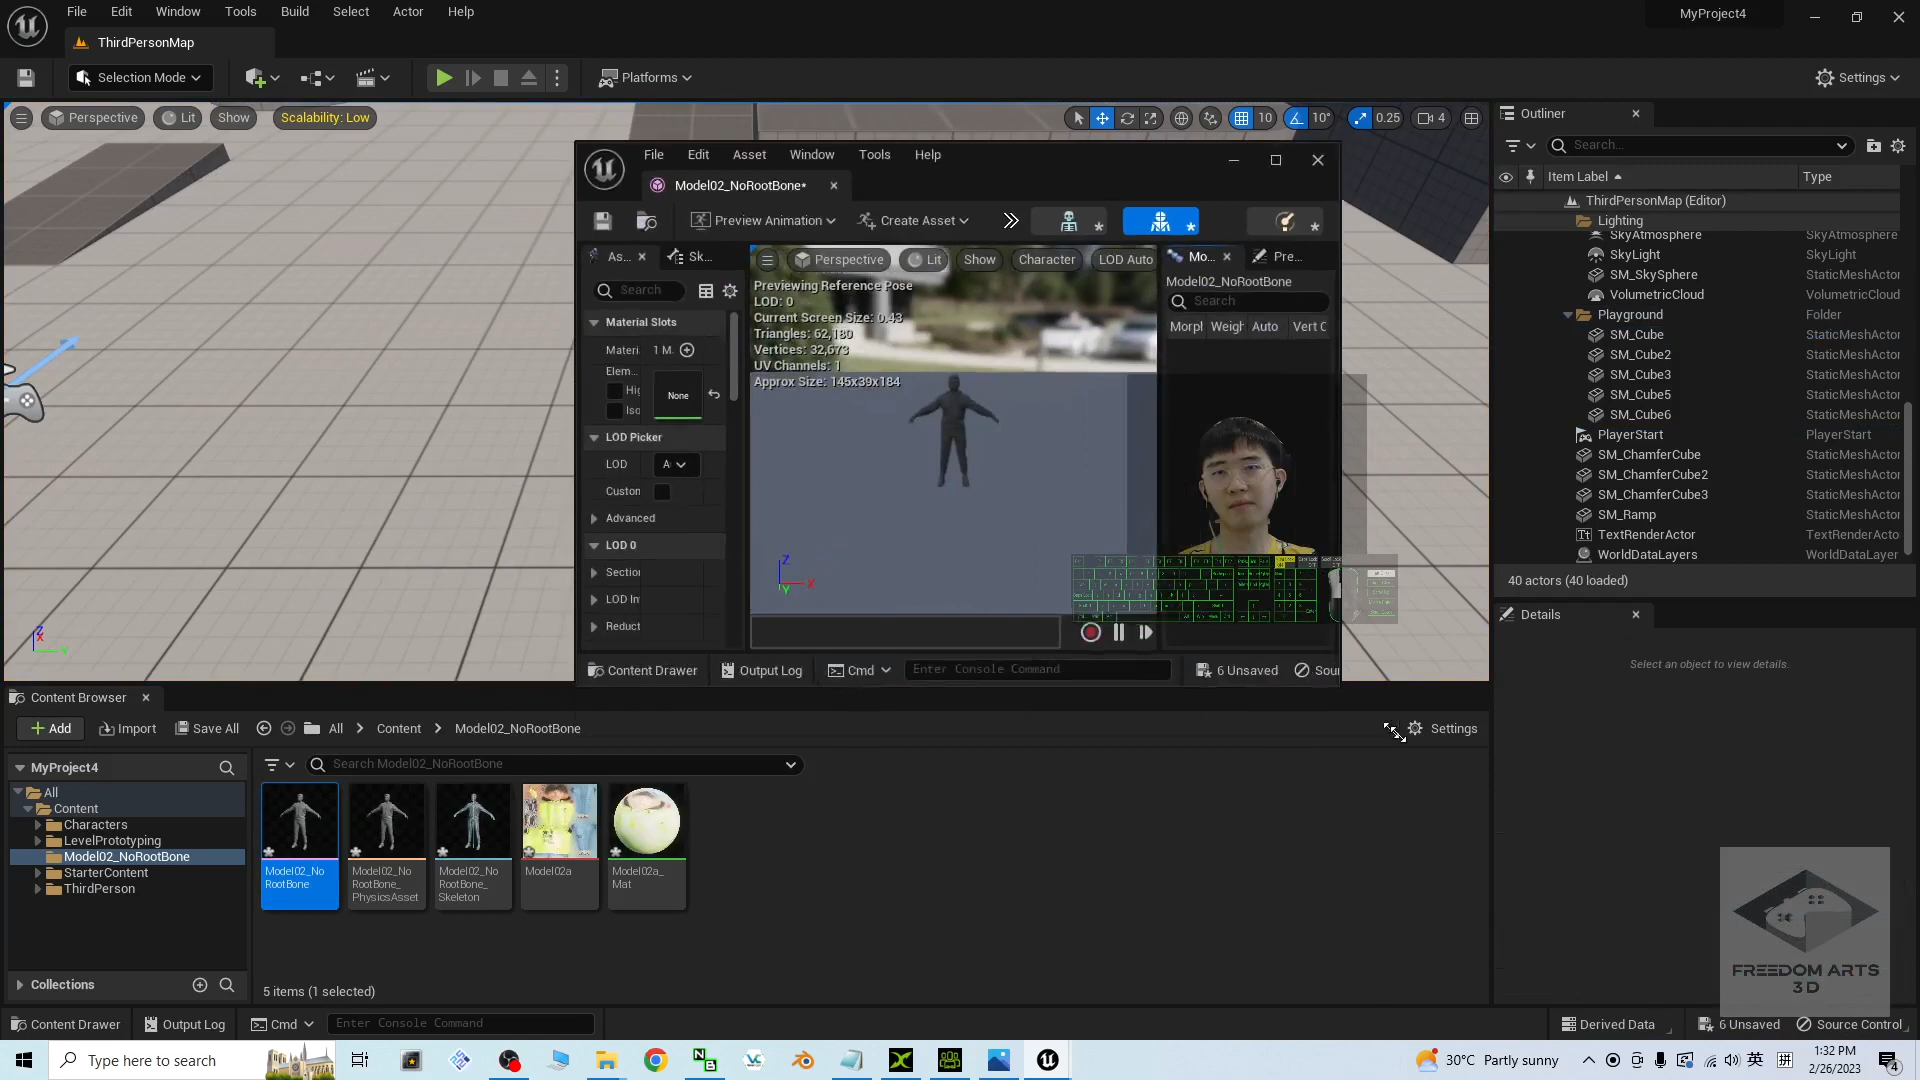 File Edit Window Tools Build Select Actor Help
MyProject4
ThirdPersonMap
Selection Mode
Platforms
Settings
Perspective Lit Show Scalability: Low
10 10° 0.25 4
Outliner
Search...
Item Label Type
ThirdPersonMap (Editor)
Lighting
SkyAtmosphere SkyAtmosphere
SkyLight SkyLight
SM_SkySphere StaticMeshActor
VolumetricCloud VolumetricCloud
Playground Folder
SM_Cube StaticMeshActor
SM_Cube2 StaticMeshActor
SM_Cube3 StaticMeshActor
SM_Cube5 StaticMeshActor
SM_Cube6 StaticMeshActor
PlayerStart PlayerStart
SM_ChamferCube StaticMeshActor
SM_ChamferCube2 StaticMeshActor
SM_ChamferCube3 StaticMeshActor
SM_Ramp StaticMeshActor
TextRenderActor TextRenderActor
WorldDataLayers WorldDataLayer
40 actors (40 loaded)
Details
Select an object to view details.
File Edit Asset Window Tools Help
Model02_NoRootBone*
Preview Animation Create Asset
As... Sk...
Search
Material Slots
Materi 1 M
Elem...
Hig
Iso
None
LOD Picker
LOD A
Custon
Advanced
LOD 0
Section
LOD In
Reduct
Perspective Lit Show Character LOD Auto
Previewing Reference Pose
LOD: 0
Current Screen Size: 0.43
Triangles: 62,180
Vertices: 32,673
UV Channels: 1
Approx Size: 145x39x184
Z X Y
Mo... Pre...
Model02_NoRootBone
Search
Morpl Weigh Auto Vert C
Content Drawer Output Log Cmd Enter Console Command 6 Unsaved Sou
Z X Y
Content Browser
Add Import Save All All Content Model02_NoRootBone Settings
MyProject4
All
Content
Characters
LevelPrototyping
Model02_NoRootBone
StarterContent
ThirdPerson
Collections
Search Model02_NoRootBone
Model02_No
RootBone
Model02_No
RootBone_
PhysicsAsset
Model02_No
RootBone_
Skeleton
Model02a
Model02a_
Mat
5 items (1 selected)
FREEDOM ARTS
3D
Content Drawer Output Log Cmd Enter Console Command Derived Data 6 Unsaved Source Control
Type here to search
30°C Partly sunny
英 拼
1:32 PM
2/26/2023
4